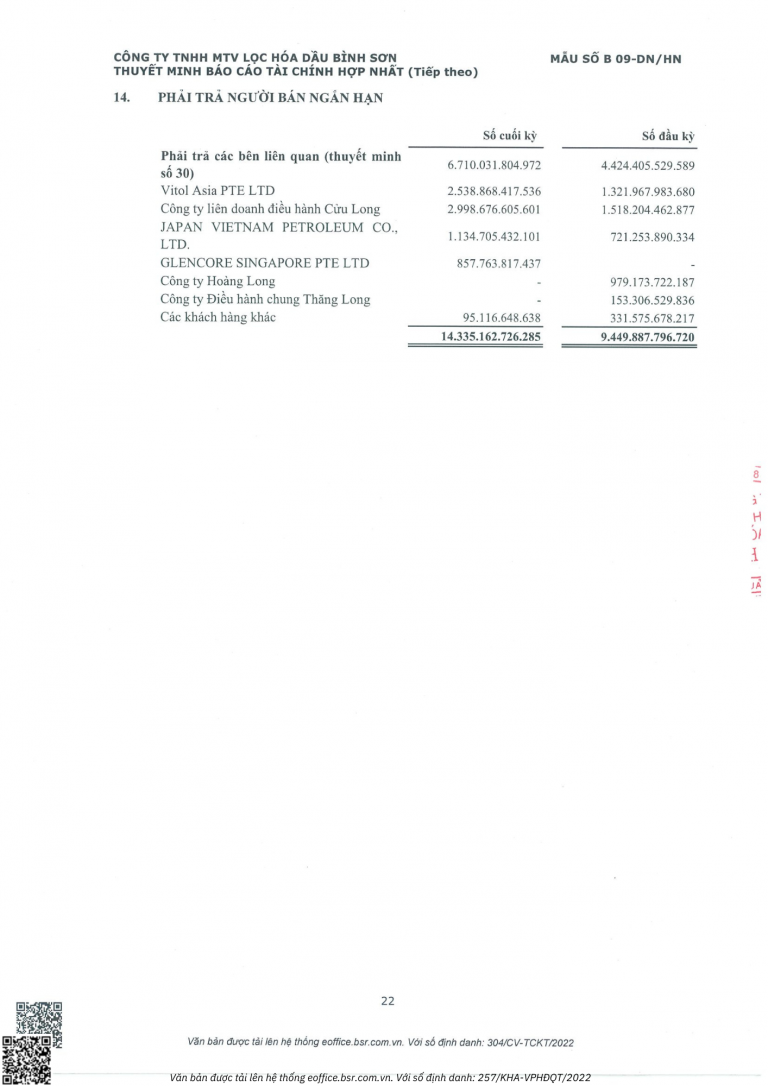 CÔNG TY TNHH MTV LỌC HÓA DẦU BÌNH SƠN MẪU SỐ B 09-DN/HN
THUYẾT MINH BÁO CÁO TÀI CHÍNH HỢP NHẤT (Tiếp theo)
14. PHẢI TRẢ NGƯỜI BÁN NGẮN HẠN
Số cuối kỳ Số đầu kỳ
Phải trả các bên liên quan (thuyết minh
số 30) 6.710.031.804.972 4.424.405.529.589
Vitol Asia PTE LTD 2.538.868.417.536 1.321.967.983.680
Công ty liên doanh điều hành Cửu Long 2.998.676.605.601 1.518.204.462.877
JAPAN VIETNAM PETROLEUM CO.,
LTD. 1.134.705.432.101 721.253.890.334
GLENCORE SINGAPORE PTE LTD 857.763.817.437 -
Công ty Hoàng Long - 979.173.722.187
Công ty Điều hành chung Thăng Long - 153.306.529.836
Các khách hàng khác 95.116.648.638 331.575.678.217
14.335.162.726.285 9.449.887.796.720
22
Văn bản được tải lên hệ thống eoffice.bsr.com.vn. Với số định danh: 304/CV-TCKT/2022
Văn bản được tải lên hệ thống eoffice.bsr.com.vn. Với số định danh: 257/KHA-VPHĐQT/2022